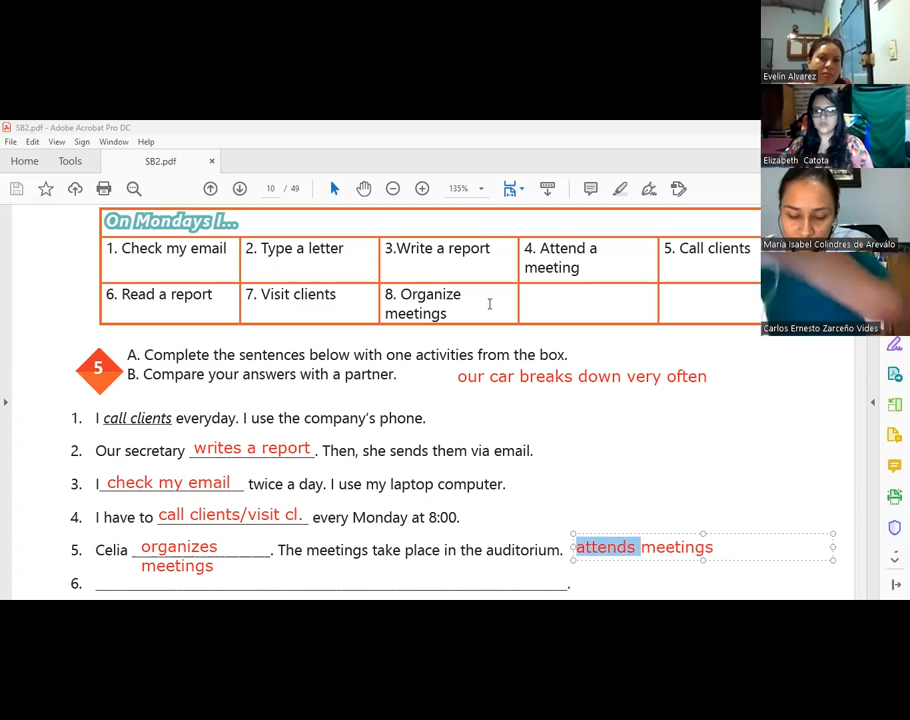 Evelin Alvarez
SB2.pdf - Adobe Acrobat Pro DC
File Edit View Sign Window Help
Home Tools SB2.pdf ×
10 / 49 135%
Elizabeth Catota
On Mondays I...
1. Check my email 2. Type a letter 3.Write a report 4. Attend a meeting 5. Call clients
6. Read a report 7. Visit clients 8. Organize meetings
María Isabel Colindres de Areválo
Carlos Ernesto Zarceño Vides
5
A. Complete the sentences below with one activities from the box.
B. Compare your answers with a partner.
our car breaks down very often
1. I call clients everyday. I use the company's phone.
2. Our secretary writes a report. Then, she sends them via email.
3. I check my email twice a day. I use my laptop computer.
4. I have to call clients/visit cl. every Monday at 8:00.
5. Celia organizes meetings. The meetings take place in the auditorium. attends meetings
6. ______________________.